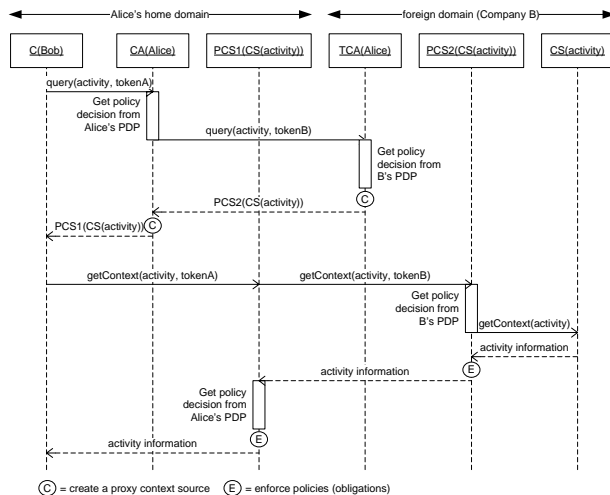 Alice's home domain
foreign domain (Company B)
C(Bob)
CA(Alice)
PCS1(CS(activity))
TCA(Alice)
PCS2(CS(activity))
CS(activity)
query(activity, tokenA)
Get policy
decision from
Alice's PDP
query(activity, tokenB)
Get policy
decision from
B's PDP
C
PCS2(CS(activity))
C
PCS1(CS(activity))
getContext(activity, tokenA)
getContext(activity, tokenB)
Get policy
decision from
B's PDP
getContext(activity)
activity information
E
activity information
Get policy
decision from
Alice's PDP
E
activity information
C = create a proxy context source
E = enforce policies (obligations)